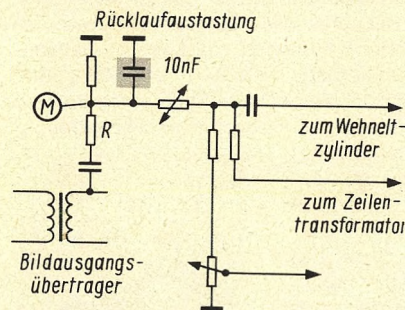 Rücklaufaustastung
10nF
M
R
zum Wehnelt-
zylinder
zum Zeilen-
transformator
Bildausgangs-
übertrager